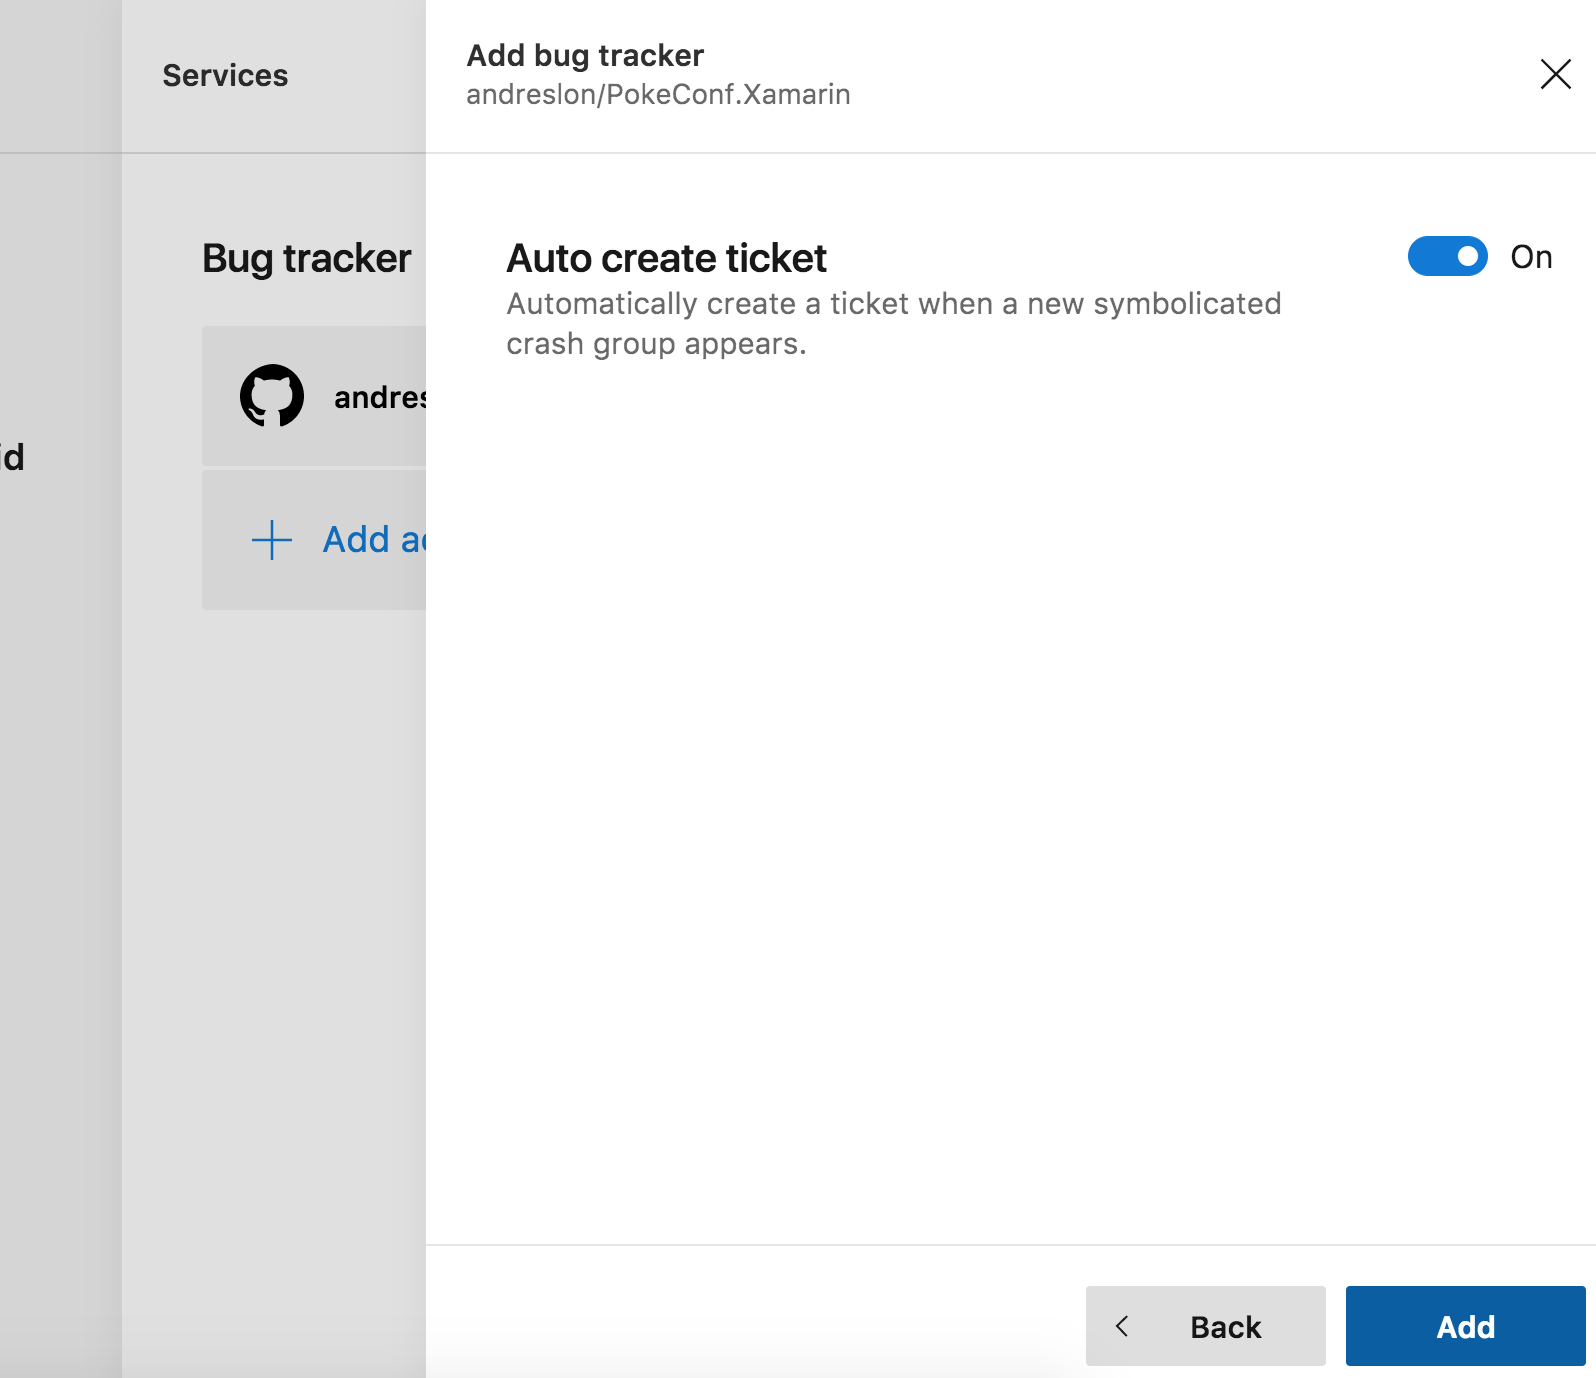 Services
Add bug tracker
andreslon/PokeConf.Xamarin
Bug tracker
Auto create ticket
On
Automatically create a ticket when a new symbolicated
crash group appears.
andres
id
Add ac
Back
Add